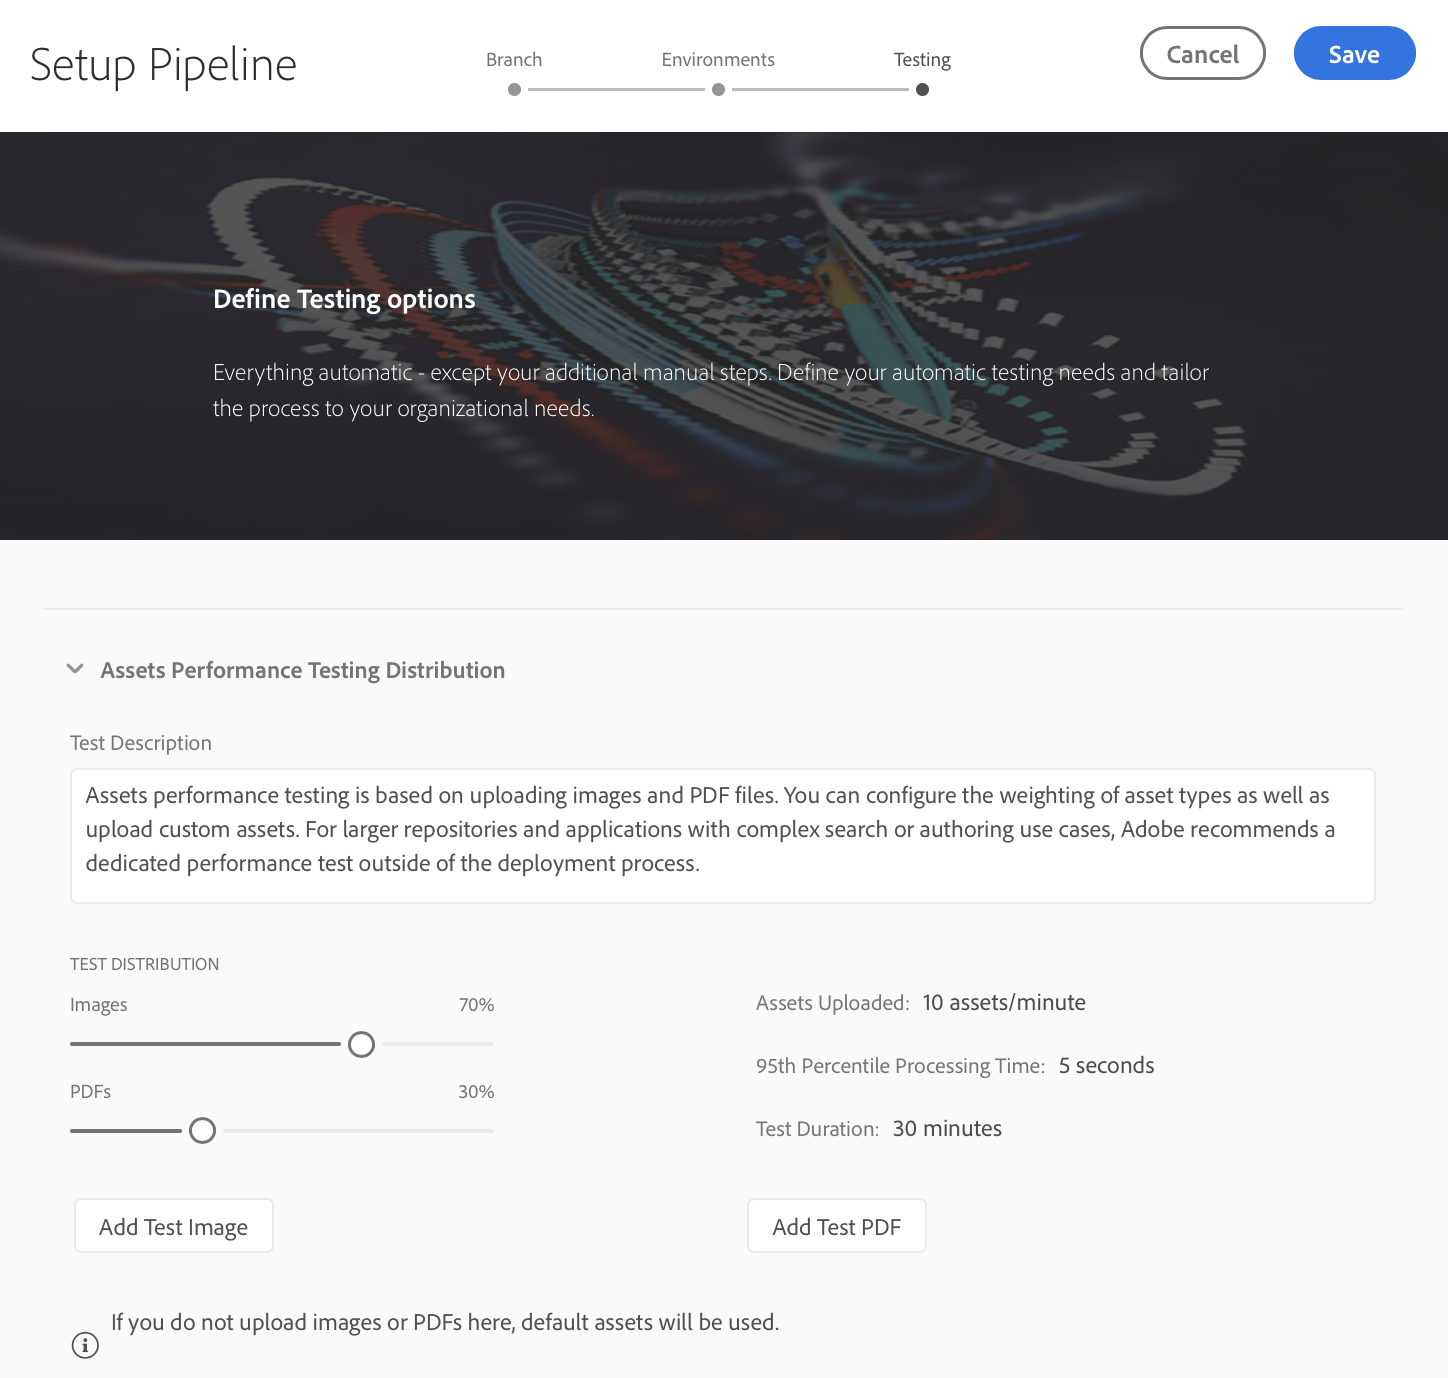 Setup Pipeline
Branch
Environments
Testing
Cancel
Save
Define Testing options
Everything automatic - except your additional manual steps. Define your automatic testing needs and tailor
the process to your organizational needs.
Assets Performance Testing Distribution
Test Description
Assets performance testing is based on uploading images and PDF files. You can configure the weighting of asset types as well as
upload custom assets. For larger repositories and applications with complex search or authoring use cases, Adobe recommends a
dedicated performance test outside of the deployment process.
TEST DISTRIBUTION
Images 70%
PDFs 30%
Assets Uploaded: 10 assets/minute
95th Percentile Processing Time: 5 seconds
Test Duration: 30 minutes
Add Test Image
Add Test PDF
If you do not upload images or PDFs here, default assets will be used.